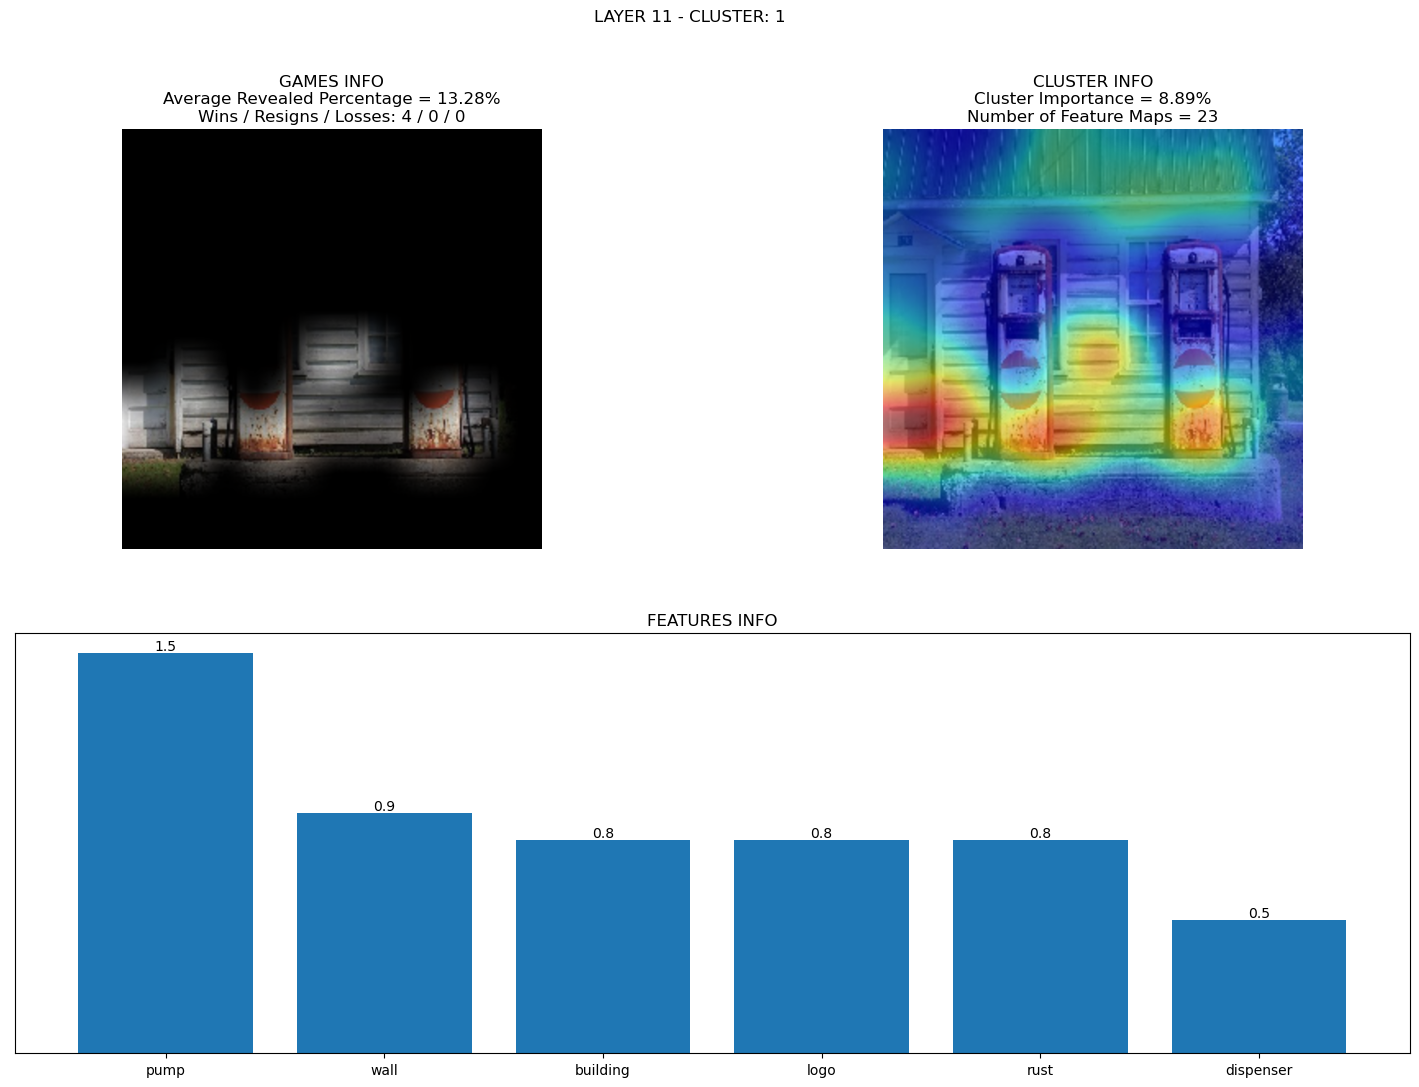 LAYER 11 - CLUSTER: 1
GAMES INFO
Average Revealed Percentage = 13.28%
Wins / Resigns / Losses: 4 / 0 / 0
CLUSTER INFO
Cluster Importance = 8.89%
Number of Feature Maps = 23
FEATURES INFO
1.5
0.9
0.8
0.8
0.8
0.5
pump
wall
building
logo
rust
dispenser